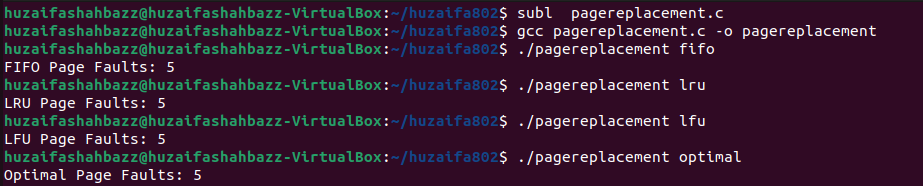 huzaifashahbazz@huzaifashahbazz-VirtualBox:~/huzaifa802$ subl  pagereplacement.c
huzaifashahbazz@huzaifashahbazz-VirtualBox:~/huzaifa802$ gcc pagereplacement.c -o pagereplacement
huzaifashahbazz@huzaifashahbazz-VirtualBox:~/huzaifa802$ ./pagereplacement fifo
FIFO Page Faults: 5
huzaifashahbazz@huzaifashahbazz-VirtualBox:~/huzaifa802$ ./pagereplacement lru
LRU Page Faults: 5
huzaifashahbazz@huzaifashahbazz-VirtualBox:~/huzaifa802$ ./pagereplacement lfu
LFU Page Faults: 5
huzaifashahbazz@huzaifashahbazz-VirtualBox:~/huzaifa802$ ./pagereplacement optimal
Optimal Page Faults: 5